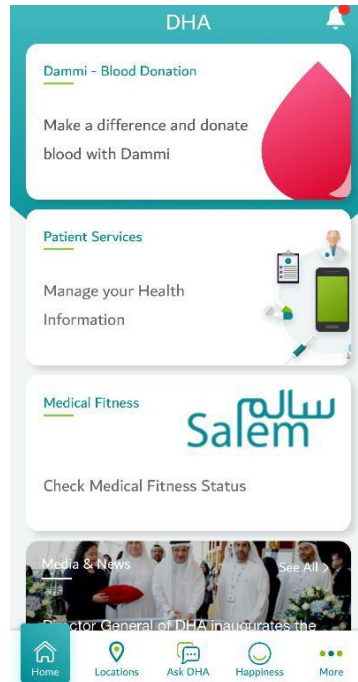 DHA
Dammi - Blood Donation
Make a difference and donate
blood with Dammi
Patient Services
Manage your Health
Information
Medical Fitness
سالم
Salem
Check Medical Fitness Status
Media & News
See All >
Director General of DHA inaugurates the
Home
Locations
Ask DHA
Happiness
More